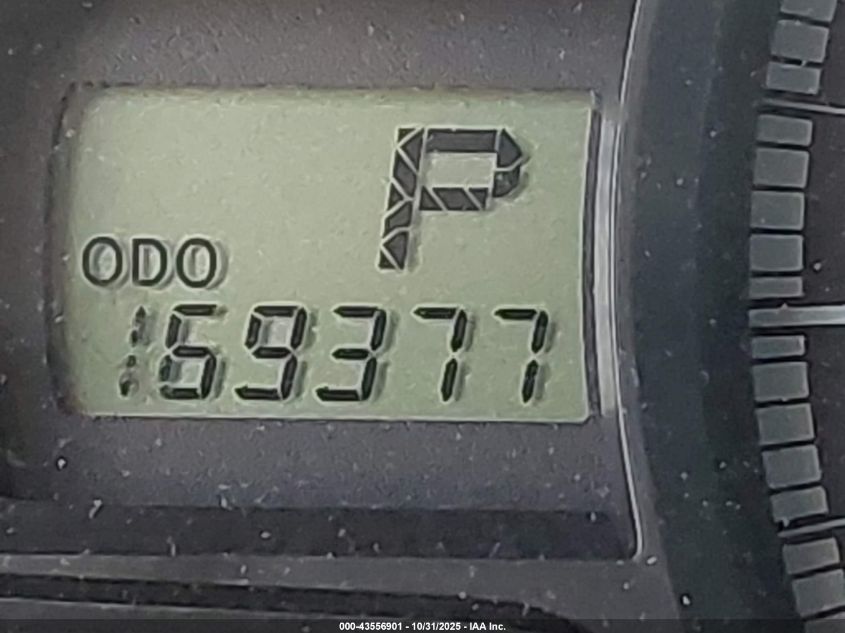 P
ODO
169377
000-43556901 - 10/31/2025 - IAA Inc.